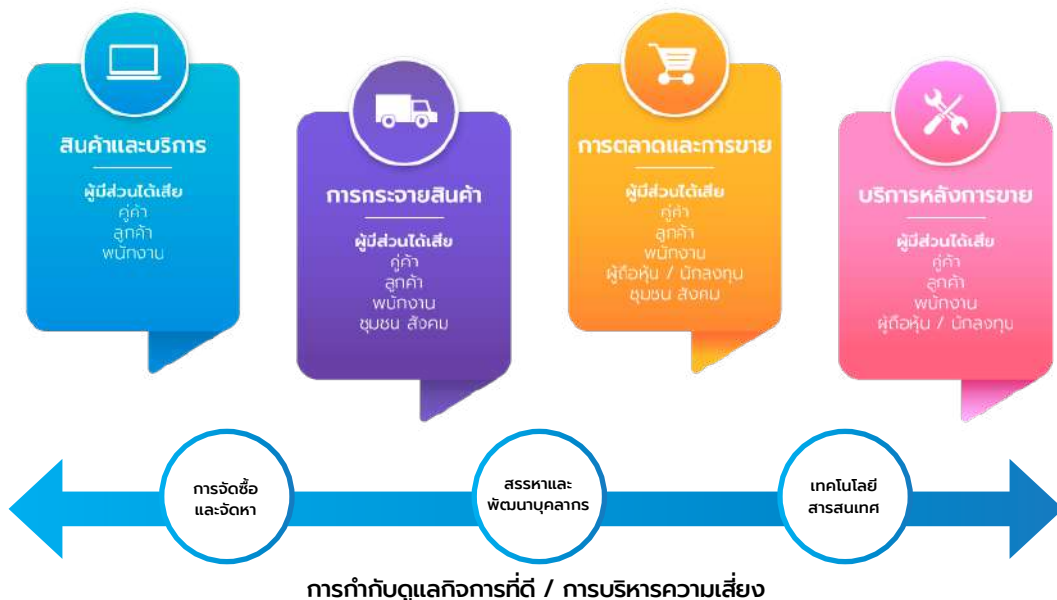 สินค้าและบริการ
ผู้มีส่วนได้เสีย
คู่ค้า
ลูกค้า
พนักงาน
การกระจายสินค้า
ผู้มีส่วนได้เสีย
คู่ค้า
ลูกค้า
พนักงาน
ชุมชน สังคม
การตลาดและการขาย
ผู้มีส่วนได้เสีย
คู่ค้า
ลูกค้า
พนักงาน
ผู้ถือหุ้น / นักลงทุน
ชุมชน สังคม
บริการหลังการขาย
ผู้มีส่วนได้เสีย
คู่ค้า
ลูกค้า
พนักงาน
ผู้ถือหุ้น / นักลงทุน
การจัดซื้อ
และจัดหา
สรรหาและ
พัฒนาบุคลากร
เทคโนโลยี
สารสนเทศ
การกำกับดูแลกิจการที่ดี / การบริหารความเสี่ยง